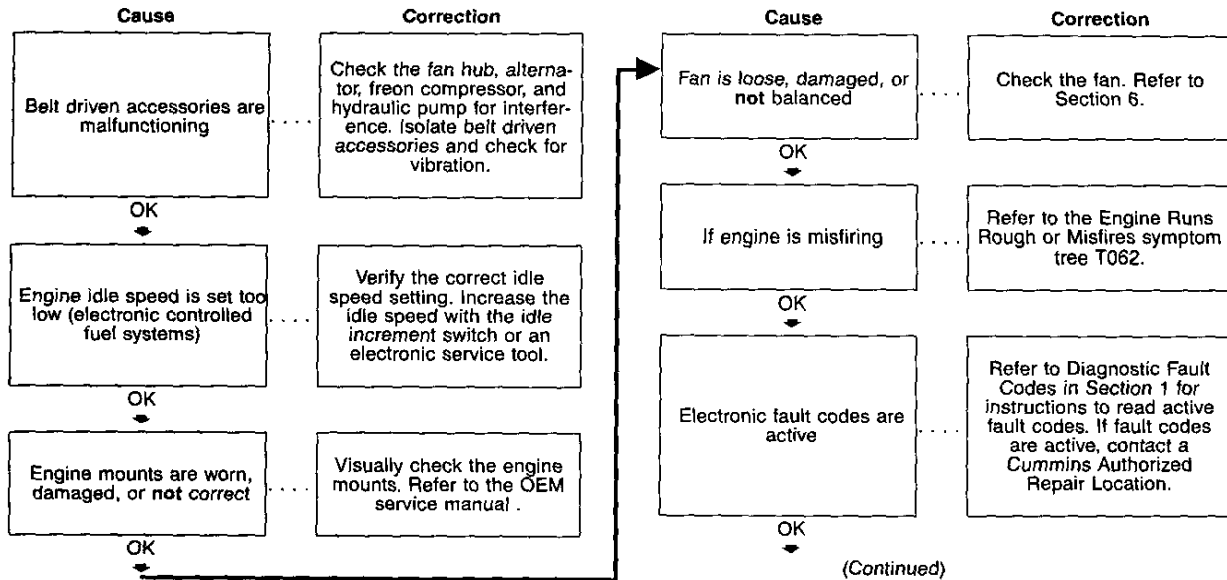 Cause
Correction
Belt driven accessories are
malfunctioning
. . . . .
Check the fan hub, alterna-
tor, freon compressor, and
hydraulic pump for interfer-
ence. Isolate belt driven
accessories and check for
vibration.
OK
Engine idle speed is set too
low (electronic controlled
fuel systems)
. . . . .
Verify the correct idle
speed setting. Increase the
idle speed with the idle
increment switch or an
electronic service tool.
OK
Engine mounts are worn,
damaged, or not correct
. . . . .
Visually check the engine
mounts. Refer to the OEM
service manual .
OK
Cause
Correction
Fan is loose, damaged, or
not balanced
. . . .
Check the fan. Refer to
Section 6.
OK
If engine is misfiring
. . . .
Refer to the Engine Runs
Rough or Misfires symptom
tree T062.
OK
Electronic fault codes are
active
. . . .
Refer to Diagnostic Fault
Codes in Section 1 for
instructions to read active
fault codes. If fault codes
are active, contact a
Cummins Authorized
Repair Location.
OK
(Continued)